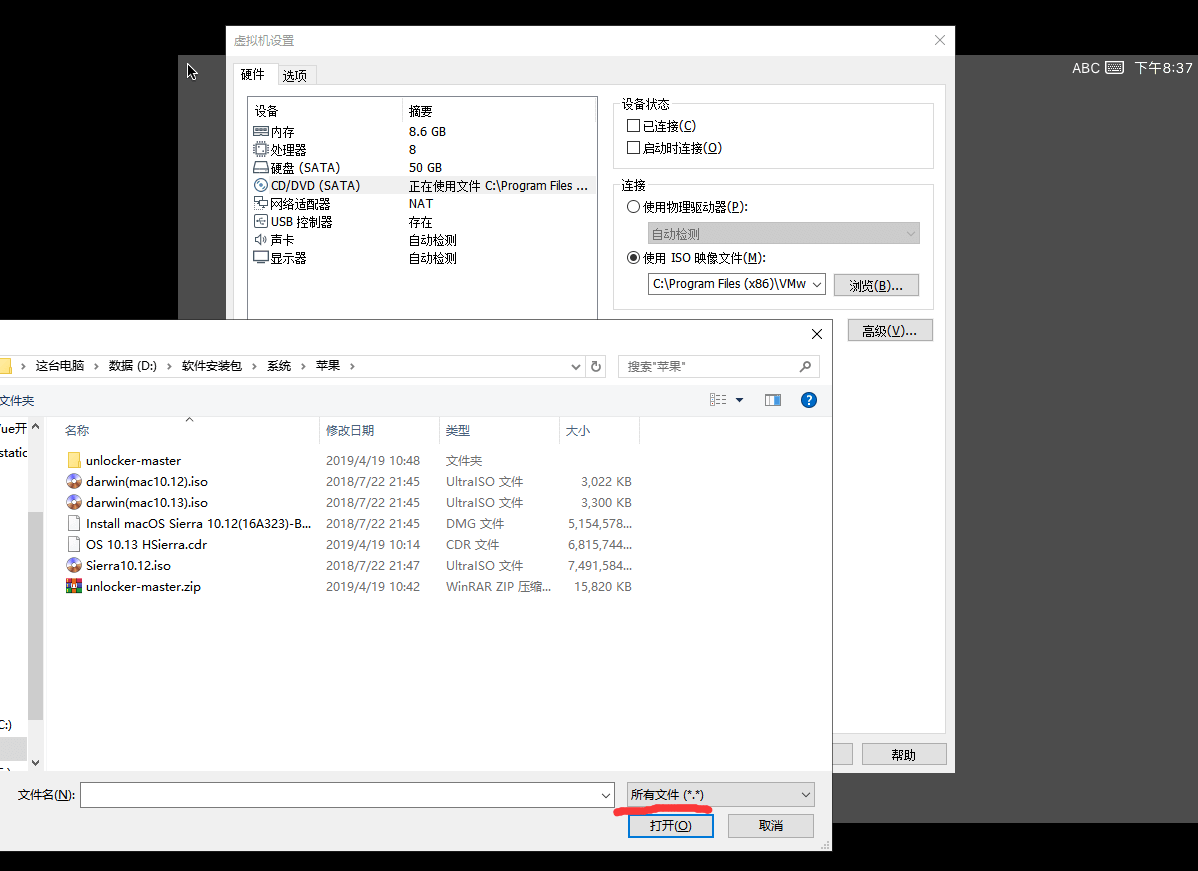 虚拟机设置
ABC 下午8:37
硬件 选项
设备 摘要
内存 8.6 GB
处理器 8
硬盘 (SATA) 50 GB
CD/DVD (SATA) 正在使用文件 C:\Program Files ...
网络适配器 NAT
USB 控制器 存在
声卡 自动检测
显示器 自动检测
设备状态
已连接(C)
启动时连接(O)
连接
使用物理驱动器(P):
自动检测
使用 ISO 映像文件(M):
C:\Program Files (x86)\VMw 浏览(B)...
高级(V)...
这台电脑 数据 (D:) 软件安装包 系统 苹果 搜索"苹果"
文件夹
ue开
static
C:)
名称 修改日期 类型 大小
unlocker-master 2019/4/19 10:48 文件夹
darwin(mac10.12).iso 2018/7/22 21:45 UltraISO 文件 3,022 KB
darwin(mac10.13).iso 2018/7/22 21:45 UltraISO 文件 3,300 KB
Install macOS Sierra 10.12(16A323)-B... 2018/7/22 21:45 DMG 文件 5,154,578...
OS 10.13 HSierra.cdr 2019/4/19 10:14 CDR 文件 6,815,744...
Sierra10.12.iso 2018/7/22 21:47 UltraISO 文件 7,491,584...
unlocker-master.zip 2019/4/19 10:42 WinRAR ZIP 压缩... 15,820 KB
帮助
文件名(N): 所有文件 (*.*)
打开(O) 取消